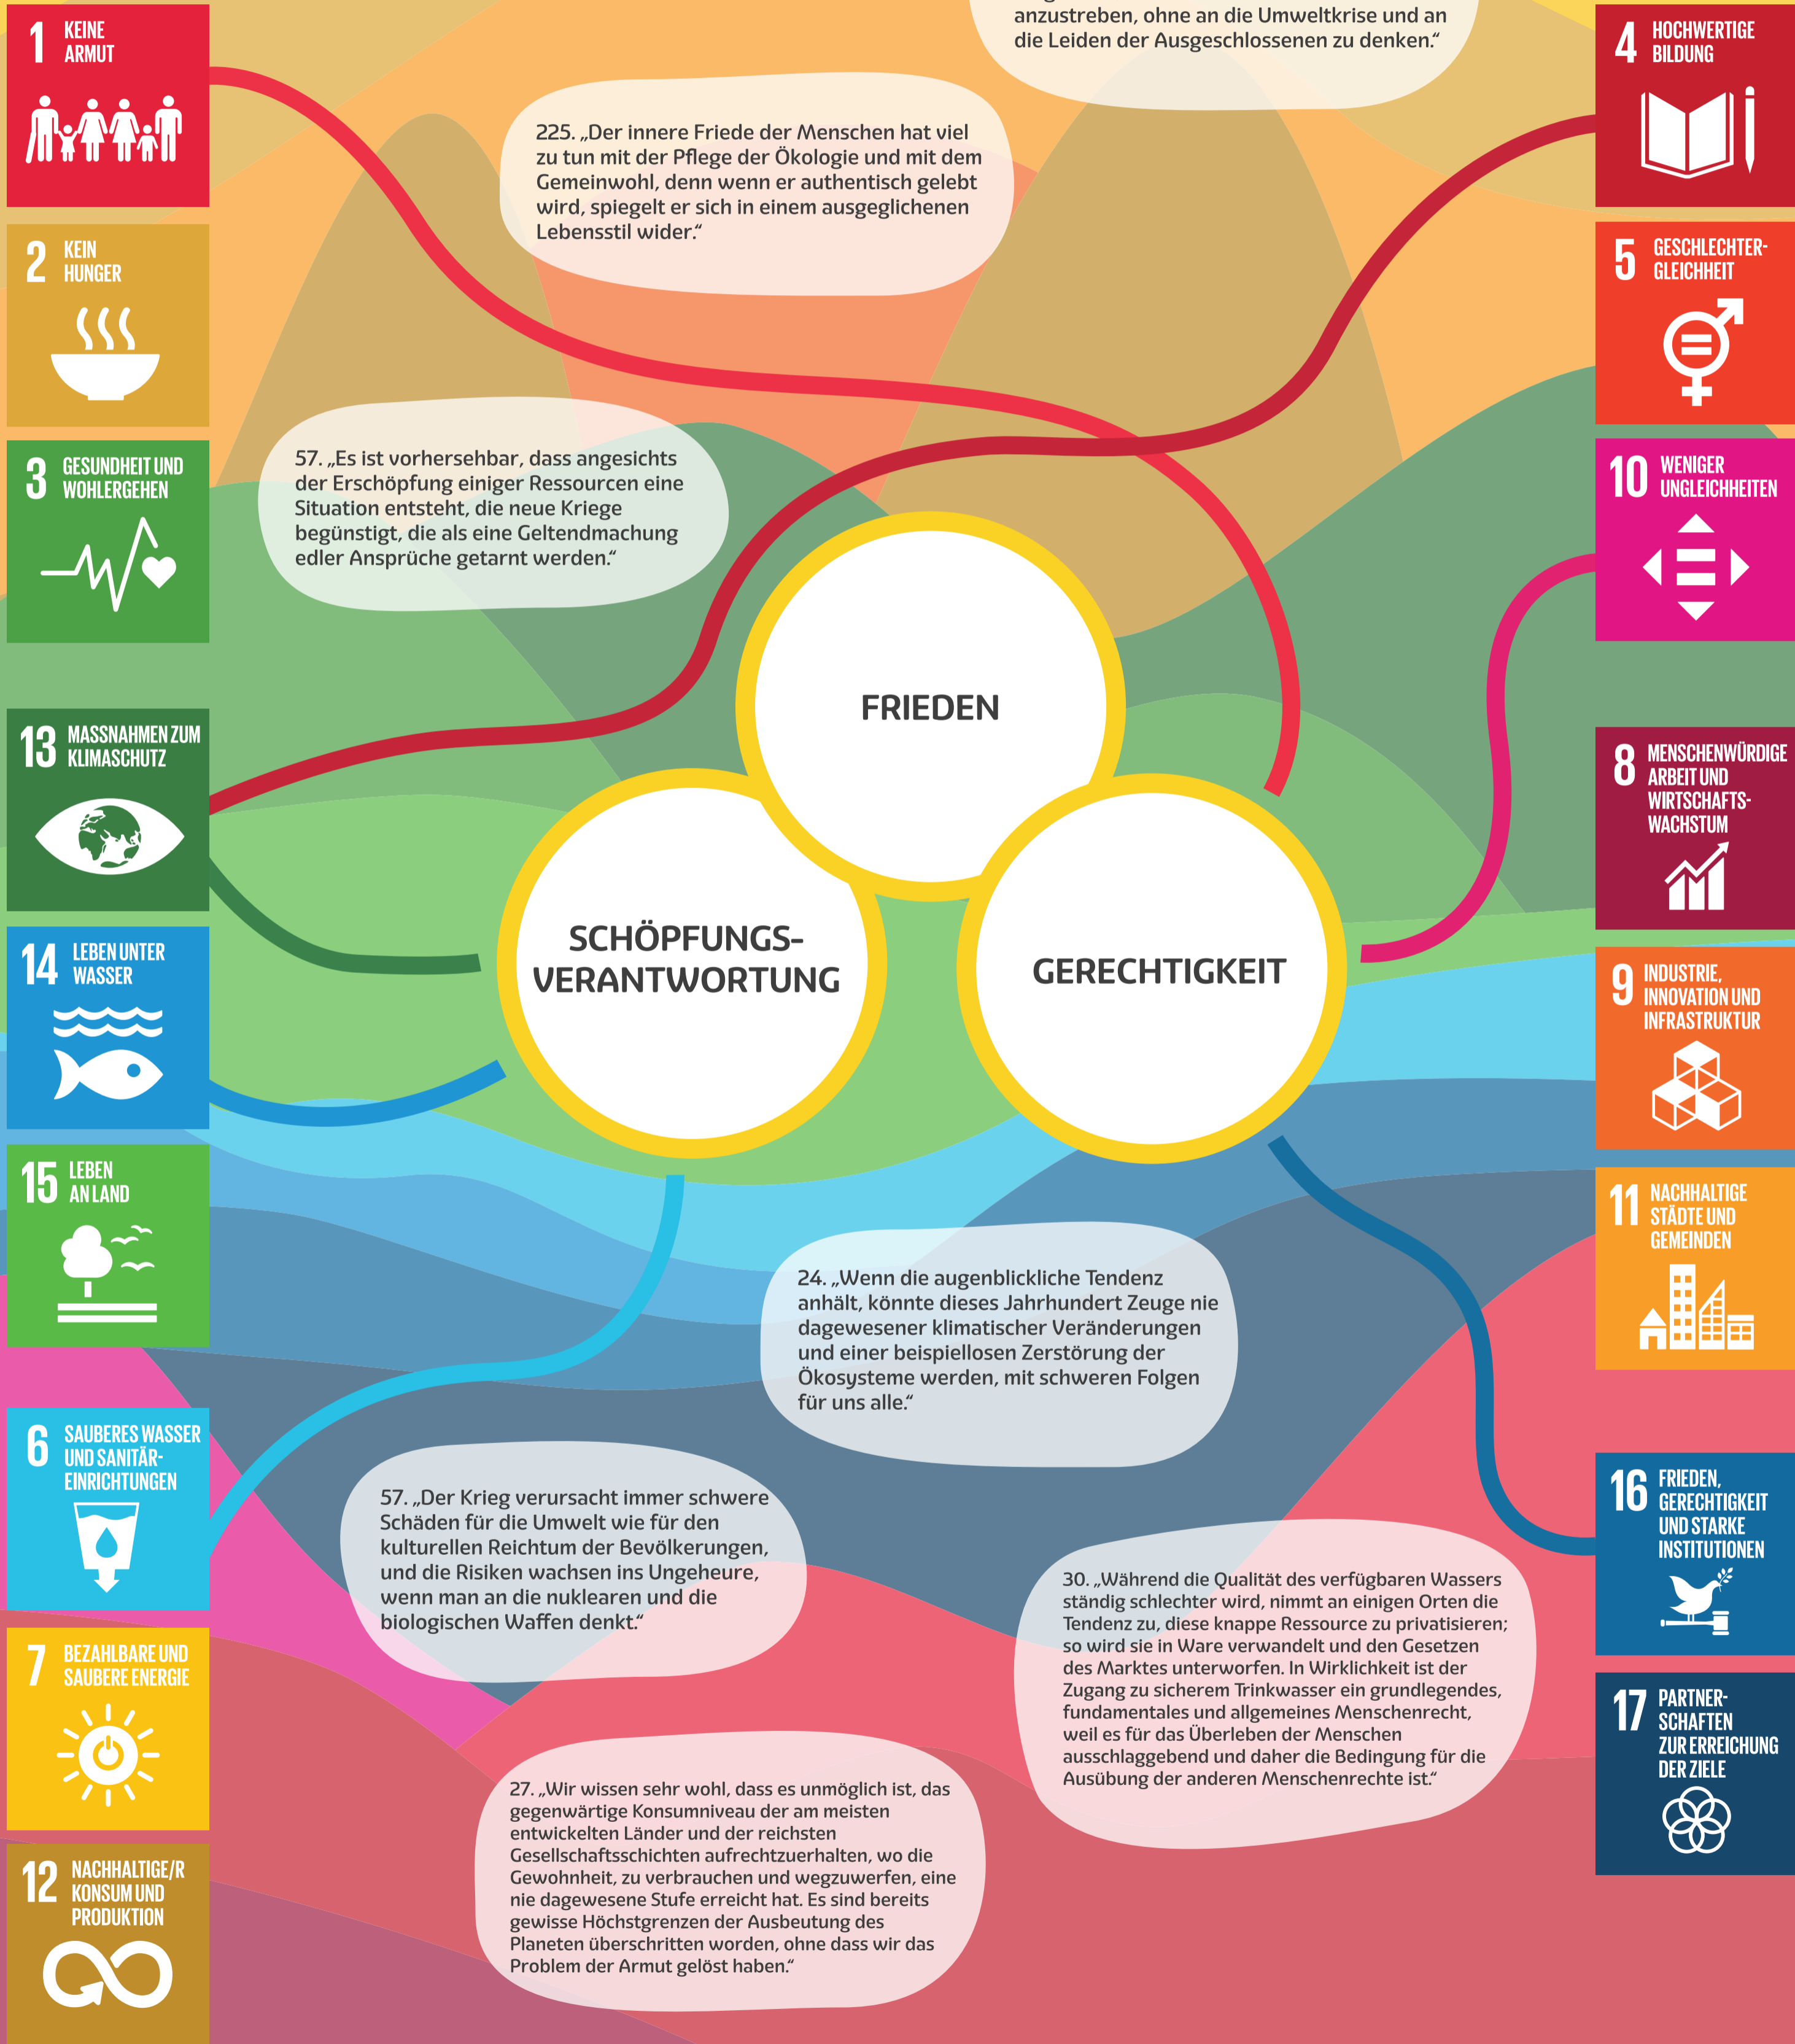 anzustreben, ohne an die Umweltkrise und an
die Leiden der Ausgeschlossenen zu denken.“
1 KEINE
ARMUT
4 HOCHWERTIGE
BILDUNG
225. „Der innere Friede der Menschen hat viel
zu tun mit der Pflege der Ökologie und mit dem
Gemeinwohl, denn wenn er authentisch gelebt
wird, spiegelt er sich in einem ausgeglichenen
Lebensstil wider.“
2 KEIN
HUNGER
5 GESCHLECHTER-
GLEICHHEIT
3 GESUNDHEIT UND
WOHLERGEHEN
57. „Es ist vorhersehbar, dass angesichts
der Erschöpfung einiger Ressourcen eine
Situation entsteht, die neue Kriege
begünstigt, die als eine Geltendmachung
edler Ansprüche getarnt werden.“
10 WENIGER
UNGLEICHHEITEN
FRIEDEN
13 MASSNAHMEN ZUM
KLIMASCHUTZ
8 MENSCHENWÜRDIGE
ARBEIT UND
WIRTSCHAFTS-
WACHSTUM
SCHÖPFUNGS-
VERANTWORTUNG
GERECHTIGKEIT
14 LEBEN UNTER
WASSER
9 INDUSTRIE,
INNOVATION UND
INFRASTRUKTUR
15 LEBEN
AN LAND
11 NACHHALTIGE
STÄDTE UND
GEMEINDEN
24. „Wenn die augenblickliche Tendenz
anhält, könnte dieses Jahrhundert Zeuge nie
dagewesener klimatischer Veränderungen
und einer beispiellosen Zerstörung der
Ökosysteme werden, mit schweren Folgen
für uns alle.“
6 SAUBERES WASSER
UND SANITÄR-
EINRICHTUNGEN
57. „Der Krieg verursacht immer schwere
Schäden für die Umwelt wie für den
kulturellen Reichtum der Bevölkerungen,
und die Risiken wachsen ins Ungeheure,
wenn man an die nuklearen und die
biologischen Waffen denkt.“
16 FRIEDEN,
GERECHTIGKEIT
UND STARKE
INSTITUTIONEN
30. „Während die Qualität des verfügbaren Wassers
ständig schlechter wird, nimmt an einigen Orten die
Tendenz zu, diese knappe Ressource zu privatisieren;
so wird sie in Ware verwandelt und den Gesetzen
des Marktes unterworfen. In Wirklichkeit ist der
Zugang zu sicherem Trinkwasser ein grundlegendes,
fundamentales und allgemeines Menschenrecht,
weil es für das Überleben der Menschen
ausschlaggebend und daher die Bedingung für die
Ausübung der anderen Menschenrechte ist.“
7 BEZAHLBARE UND
SAUBERE ENERGIE
17 PARTNER-
SCHAFTEN
ZUR ERREICHUNG
DER ZIELE
27. „Wir wissen sehr wohl, dass es unmöglich ist, das
gegenwärtige Konsumniveau der am meisten
entwickelten Länder und der reichsten
Gesellschaftsschichten aufrechtzuerhalten, wo die
Gewohnheit, zu verbrauchen und wegzuwerfen, eine
nie dagewesene Stufe erreicht hat. Es sind bereits
gewisse Höchstgrenzen der Ausbeutung des
Planeten überschritten worden, ohne dass wir das
Problem der Armut gelöst haben.“
12 NACHHALTIGE/R
KONSUM UND
PRODUKTION